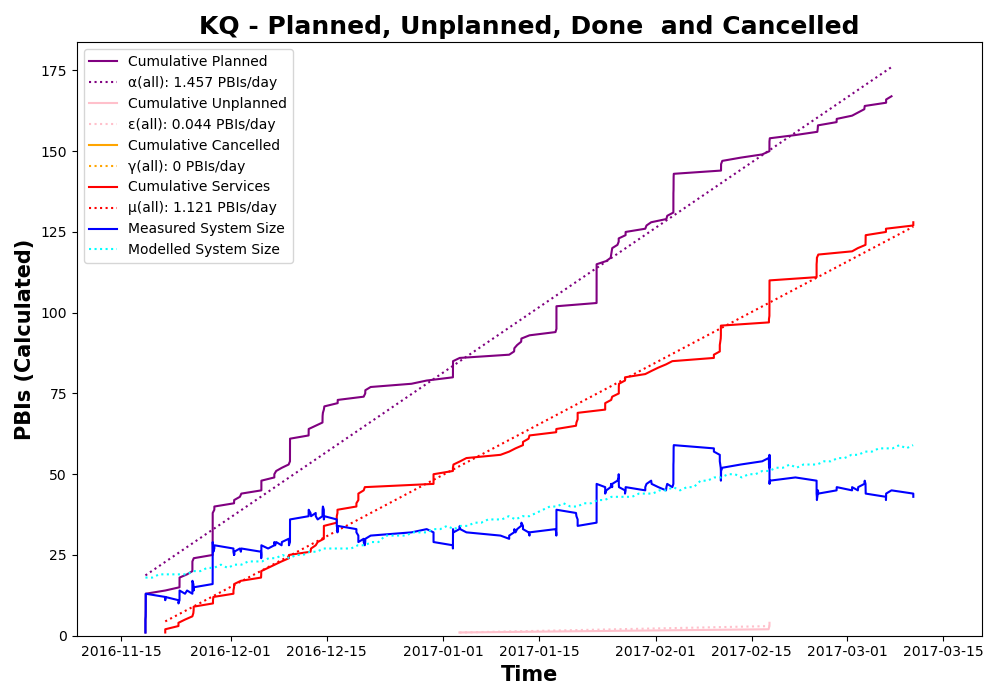 KQ - Planned, Unplanned, Done  and Cancelled
Cumulative Planned
α(all): 1.457 PBIs/day
Cumulative Unplanned
ε(all): 0.044 PBIs/day
Cumulative Cancelled
γ(all): 0 PBIs/day
Cumulative Services
μ(all): 1.121 PBIs/day
Measured System Size
Modelled System Size
PBIs (Calculated)
175
150
125
100
75
50
25
0
2016-11-15 2016-12-01 2016-12-15 2017-01-01 2017-01-15 2017-02-01 2017-02-15 2017-03-01 2017-03-15
Time